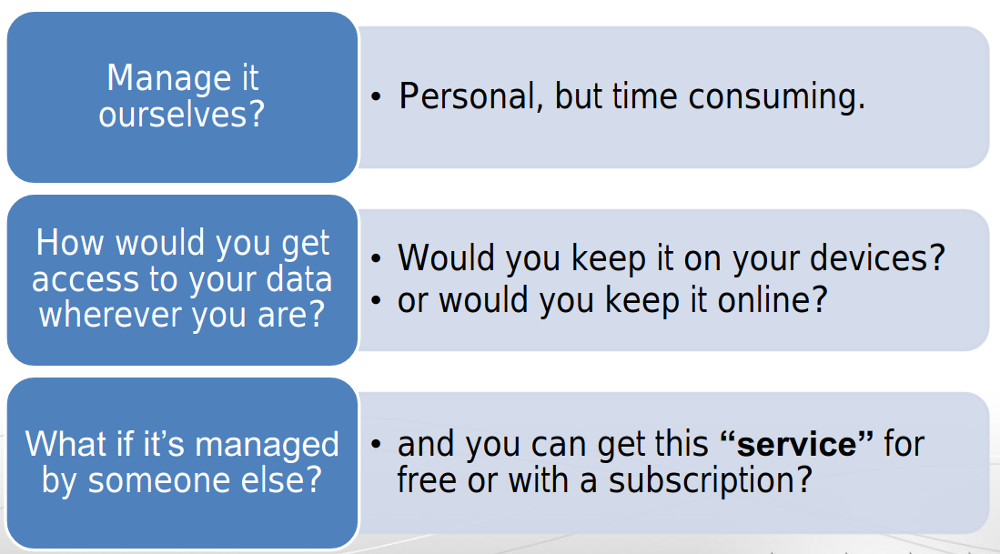 Manage it
ourselves?
• Personal, but time consuming.
How would you get
access to your data
wherever you are?
• Would you keep it on your devices?
• or would you keep it online?
What if it’s managed
by someone else?
• and you can get this “service” for
free or with a subscription?